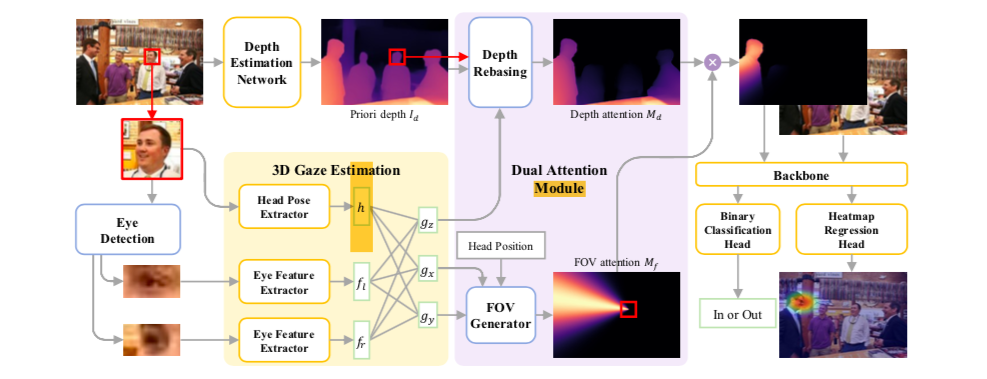 Depth
Estimation
Network
Priori depth I_d
Depth
Rebasing
Depth attention M_d
×
3D Gaze Estimation
Dual Attention
Module
Head Pose
Extractor
h
g_z
Eye
Detection
Head Position
FOV attention M_f
Backbone
Binary
Classification
Head
Heatmap
Regression
Head
Eye Feature
Extractor
f_l
g_x
g_y
FOV
Generator
In or Out
Eye Feature
Extractor
f_r